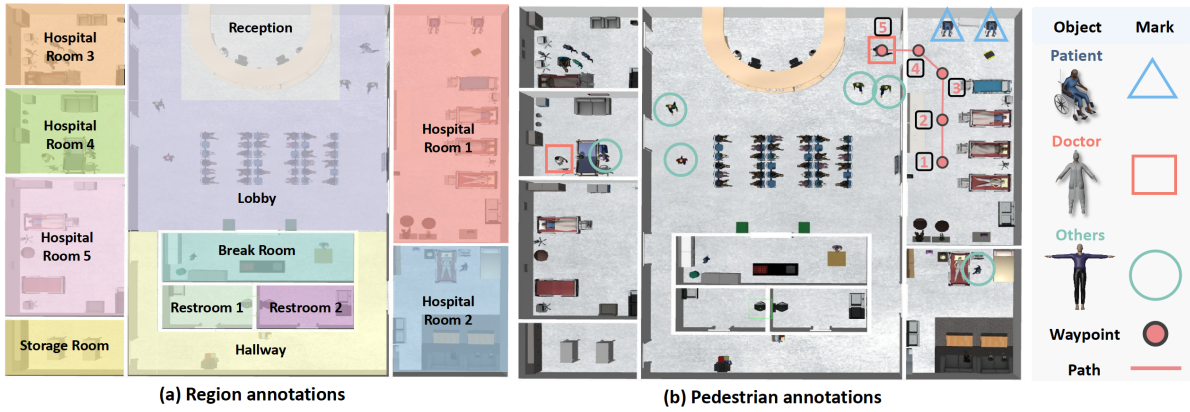 Hospital
Room 3
Reception
Hospital
Room 4
Hospital
Room 1
Hospital
Room 5
Lobby
Break Room
Restroom 1
Restroom 2
Hospital
Room 2
Storage Room
Hallway
(a) Region annotations
5
4
3
2
1
(b) Pedestrian annotations
Object Mark
Patient
Doctor
Others
Waypoint
Path